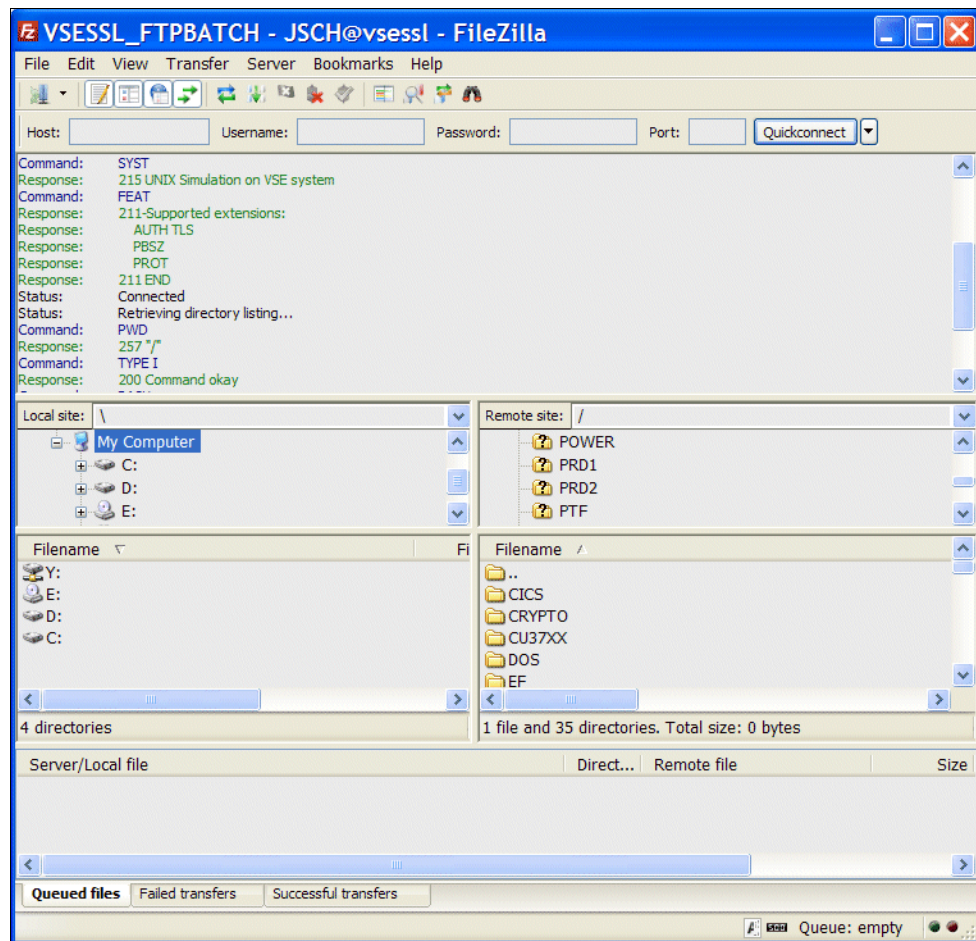 VSESSL_FTPBATCH - JSCH@vsessl - FileZilla
File Edit View Transfer Server Bookmarks Help
Host: Username: Password: Port: Quickconnect
Command: SYST
Response: 215 UNIX Simulation on VSE system
Command: FEAT
Response: 211-Supported extensions:
Response: AUTH TLS
Response: PBSZ
Response: PROT
Response: 211 END
Status: Connected
Status: Retrieving directory listing...
Command: PWD
Response: 257 "/"
Command: TYPE I
Response: 200 Command okay
Local site: \
My Computer
C:
D:
E:
Remote site: /
POWER
PRD1
PRD2
PTF
Filename Fi
Y:
E:
D:
C:
4 directories
Filename
..
CICS
CRYPTO
CU37XX
DOS
EF
1 file and 35 directories. Total size: 0 bytes
Server/Local file Direct... Remote file Size
Queued files Failed transfers Successful transfers
Queue: empty